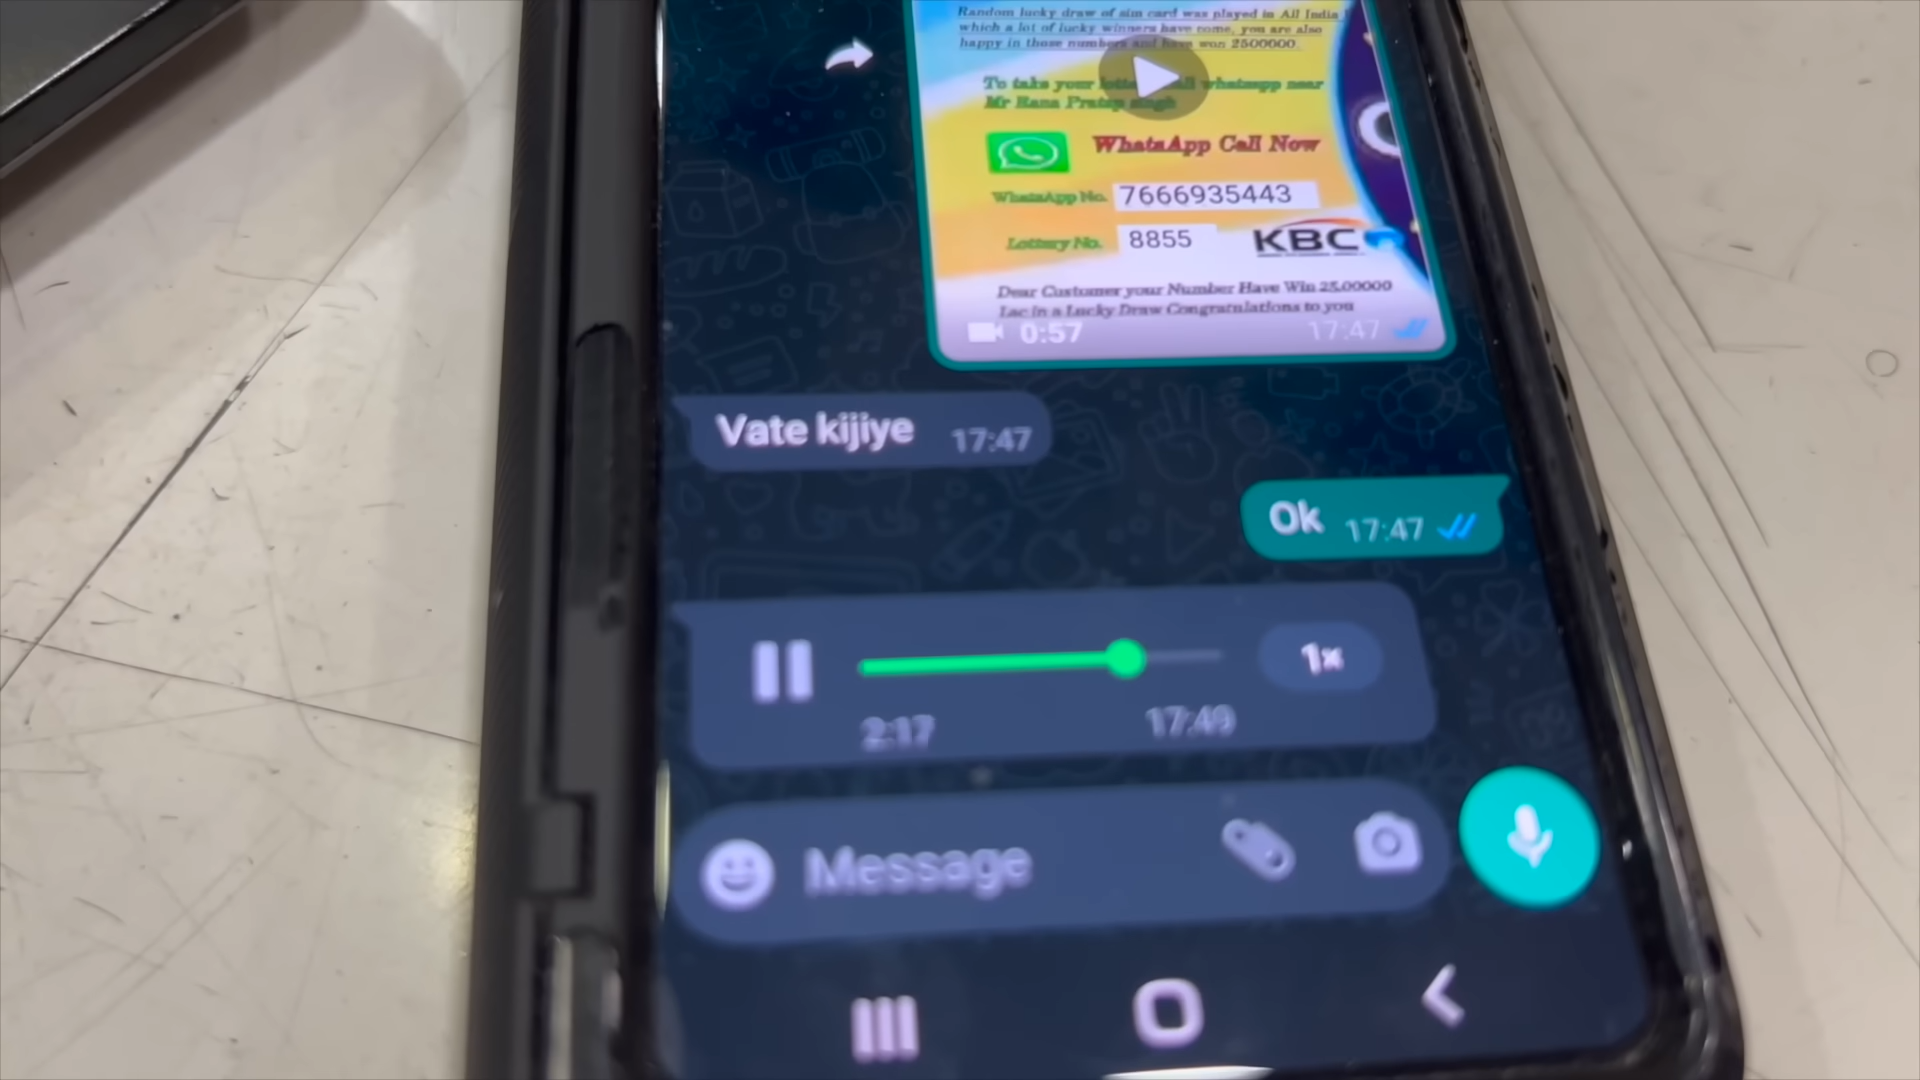 Random lucky draw of sim card was played in All India
which a lot of lucky winners have come, you are also
happy in those numbers and have won 2500000.
To take your call whatsapp near
Mr Rana Pratap singh
WhatsApp Call Now
WhatsApp No. 7666935443
Lottery No. 8855
KBC
Dear Custumer your Number Have Win 25,00000
Lac in a Lucky Draw Congratulations to you
0:57 17:47
Vate kijiye 17:47
Ok 17:47
1x
2:17 17:49
Message